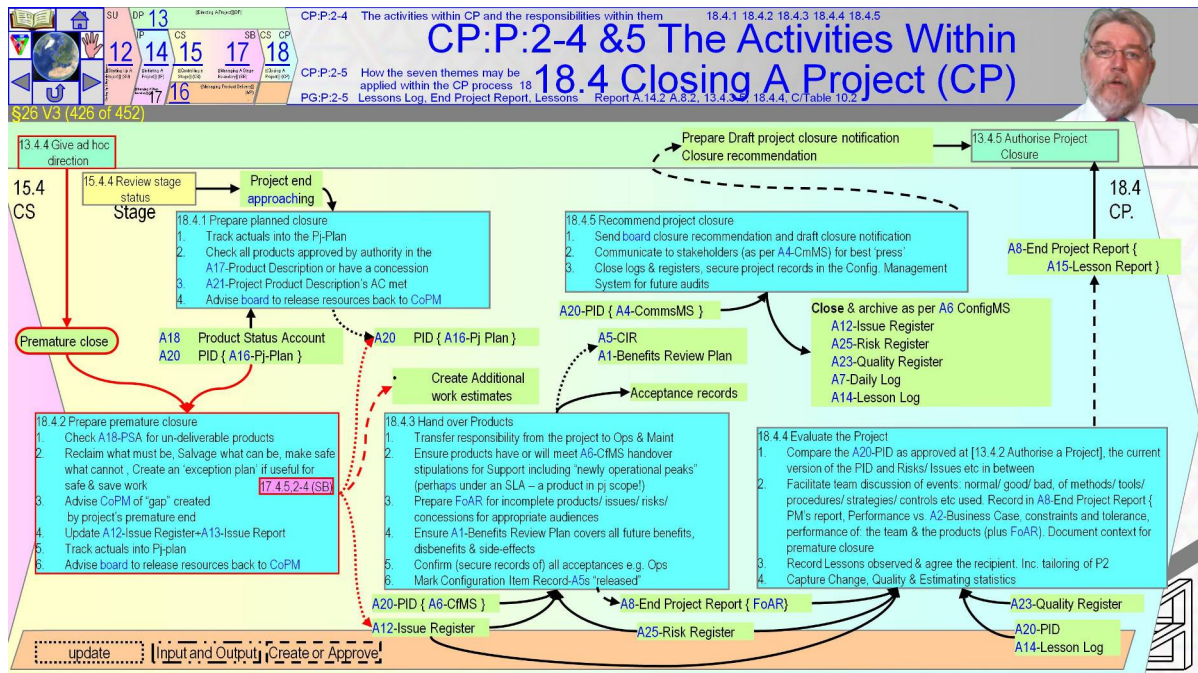 SU
DP 13
CS
SB
CS CP
IP
12
14
15
17
18
17
16
CP:P:2-4 The activities within CP and the responsibilities within them 18.4.1 18.4.2 18.4.3 18.4.4 18.4.5
CP:P:2-4 &5 The Activities Within
18.4 Closing A Project (CP)
CP:P:2-5 How the seven themes may be
applied within the CP process 18
PG:P:2-5 Lessons Log, End Project Report, Lessons Report A.14.2 A.8.2, 13.4.3-5, 18.4.4, C/Table 10.2
§26 V3 (426 of 452)
13.4.4 Give ad hoc
direction
Prepare Draft project closure notification
Closure recommendation
13.4.5 Authorise Project
Closure
15.4
CS
15.4.4 Review stage
status
Stage
Project end
approaching
18.4
CP.
18.4.1 Prepare planned closure
1. Track actuals into the Pj-Plan
2. Check all products approved by authority in the
A17-Product Description or have a concession
3. A21-Project Product Description's AC met
4. Advise board to release resources back to CoPM
18.4.5 Recommend project closure
1. Send board closure recommendation and draft closure notification
2. Communicate to stakeholders (as per A4-CmMS) for best 'press'
3. Close logs & registers, secure project records in the Config. Management
System for future audits
A8-End Project Report {
A15-Lesson Report }
Premature close
A18 Product Status Account
A20 PID { A16-Pj-Plan }
A20 PID { A16-Pj Plan }
A20-PID { A4-CommsMS }
A5-CIR
A1-Benefits Review Plan
Close & archive as per A6 ConfigMS
A12-Issue Register
A25-Risk Register
A23-Quality Register
A7-Daily Log
A14-Lesson Log
Create Additional
work estimates
Acceptance records
18.4.2 Prepare premature closure
1. Check A18-PSA for un-deliverable products
2. Reclaim what must be, Salvage what can be, make safe
what cannot , Create an 'exception plan' if useful for
safe & save work
17.4.5,2-4 (SB)
3. Advise CoPM of "gap" created
by project's premature end
4. Update A12-Issue Register+A13-Issue Report
5. Track actuals into Pj-plan
6. Advise board to release resources back to CoPM
18.4.3 Hand over Products
1. Transfer responsibility from the project to Ops & Maint
2. Ensure products have or will meet A6-CfMS handover
stipulations for Support including "newly operational peaks"
(perhaps under an SLA – a product in pj scope!)
3. Prepare FoAR for incomplete products/ issues/ risks/
concessions for appropriate audiences
4. Ensure A1-Benefits Review Plan covers all future benefits,
disbenefits & side-effects
5. Confirm (secure records of) all acceptances e.g. Ops
6. Mark Configuration Item Record-A5s "released"
18.4.4 Evaluate the Project
1. Compare the A20-PID as approved at [13.4.2 Authorise a Project], the current
version of the PID and Risks/ Issues etc in between
2. Facilitate team discussion of events: normal/ good/ bad, of methods/ tools/
procedures/ strategies/ controls etc used. Record in A8-End Project Report {
PM's report, Performance vs. A2-Business Case, constraints and tolerance,
performance of: the team & the products (plus FoAR). Document context for
premature closure
3. Record Lessons observed & agree the recipient. Inc. tailoring of P2
4. Capture Change, Quality & Estimating statistics
A20-PID { A6-CfMS }
A12-Issue Register
A8-End Project Report { FoAR}
A25-Risk Register
A23-Quality Register
A20-PID
A14-Lesson Log
update
Input and Output
Create or Approve